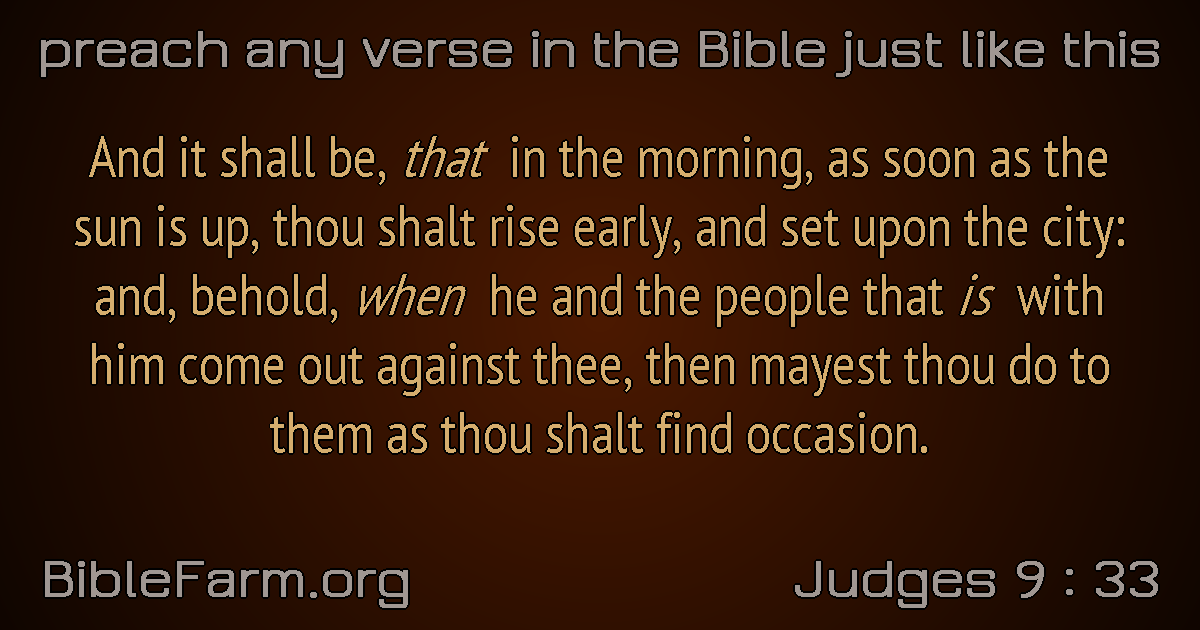 preach any verse in the Bible just like this
And it shall be, that in the morning, as soon as the
sun is up, thou shalt rise early, and set upon the city:
and, behold, when he and the people that is with
him come out against thee, then mayest thou do to
them as thou shalt find occasion.
BibleFarm.org
Judges 9 : 33